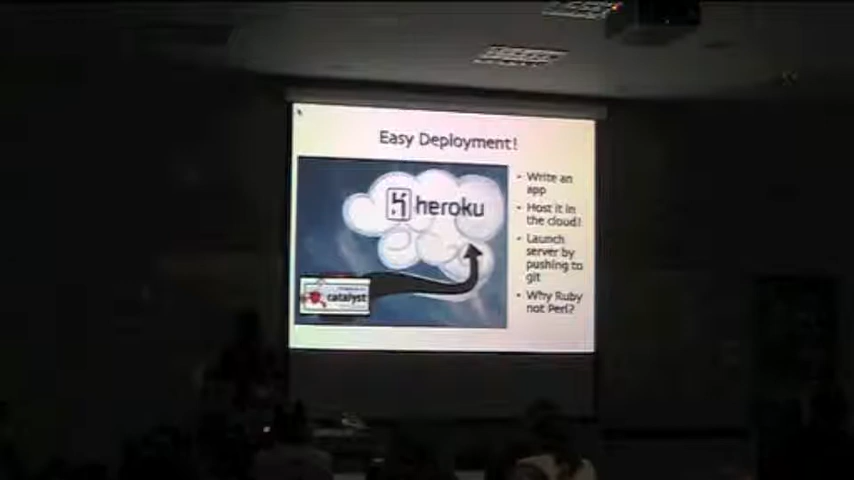 Easy Deployment!
heroku
catalyst
• Write an
app
• Host it in
the cloud!
• Launch
server by
pushing to
git
• Why Ruby
not Perl?